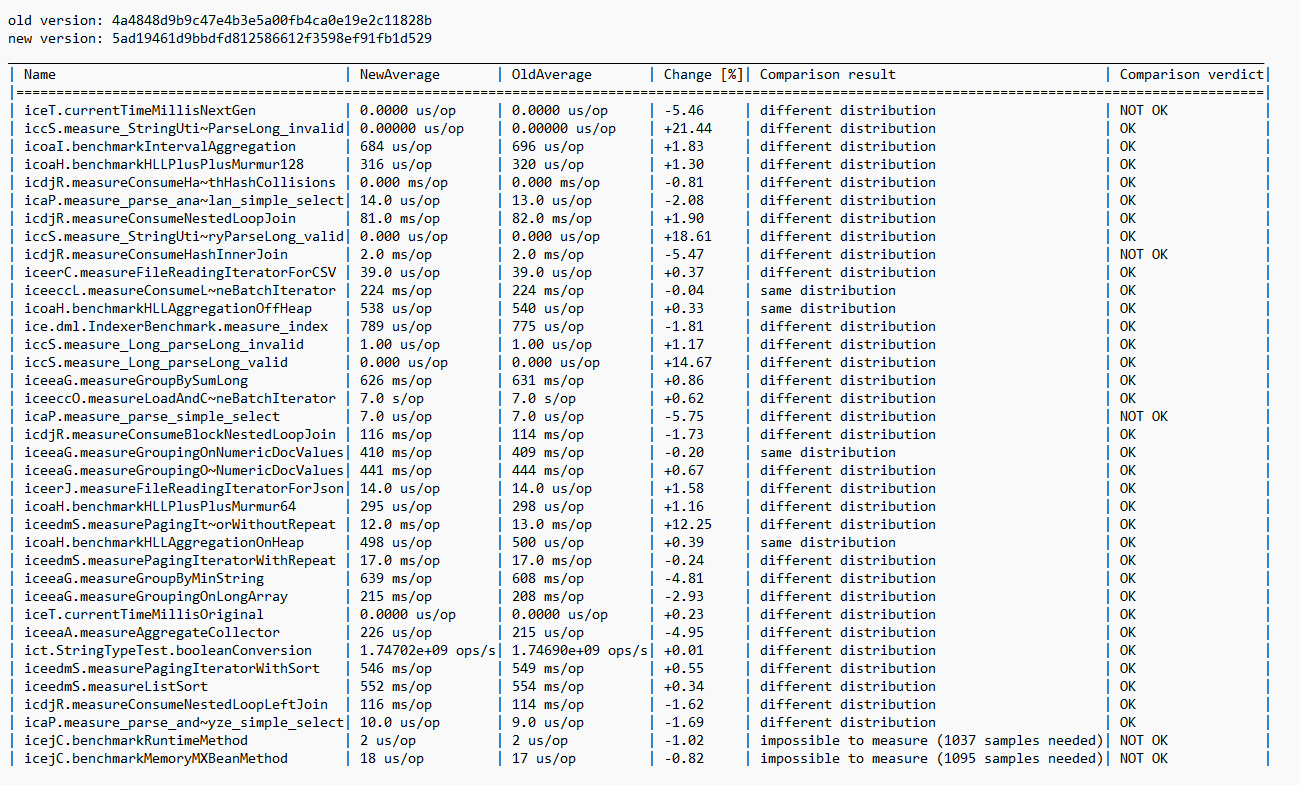 old version: 4a4848d9b9c47e4b3e5a00fb4ca0e19e2c11828b
new version: 5ad19461d9bbdfd812586612f3598ef91fb1d529
| Name | NewAverage | OldAverage | Change [%]| Comparison result | Comparison verdict|
|============================================================================================================================================================|
| iceT.currentTimeMillisNextGen | 0.0000 us/op | 0.0000 us/op | -5.46 | different distribution | NOT OK |
| iccS.measure_StringUti~ParseLong_invalid| 0.00000 us/op | 0.00000 us/op | +21.44 | different distribution | OK |
| icoaI.benchmarkIntervalAggregation | 684 us/op | 696 us/op | +1.83 | different distribution | OK |
| icoaH.benchmarkHLLPlusPlusMurmur128 | 316 us/op | 320 us/op | +1.30 | different distribution | OK |
| icdjR.measureConsumeHa~thHashCollisions | 0.000 ms/op | 0.000 ms/op | -0.81 | different distribution | OK |
| icaP.measure_parse_ana~lan_simple_select| 14.0 us/op | 13.0 us/op | -2.08 | different distribution | OK |
| icdjR.measureConsumeNestedLoopJoin | 81.0 ms/op | 82.0 ms/op | +1.90 | different distribution | OK |
| iccS.measure_StringUti~ryParseLong_valid| 0.000 us/op | 0.000 us/op | +18.61 | different distribution | OK |
| icdjR.measureConsumeHashInnerJoin | 2.0 ms/op | 2.0 ms/op | -5.47 | different distribution | NOT OK |
| iceerC.measureFileReadingIteratorForCSV | 39.0 us/op | 39.0 us/op | +0.37 | different distribution | OK |
| iceeccL.measureConsumeL~neBatchIterator | 224 ms/op | 224 ms/op | -0.04 | same distribution | OK |
| icoaH.benchmarkHLLAggregationOffHeap | 538 us/op | 540 us/op | +0.33 | same distribution | OK |
| ice.dml.IndexerBenchmark.measure_index | 789 us/op | 775 us/op | -1.81 | different distribution | OK |
| iccS.measure_Long_parseLong_invalid | 1.00 us/op | 1.00 us/op | +1.17 | different distribution | OK |
| iccS.measure_Long_parseLong_valid | 0.000 us/op | 0.000 us/op | +14.67 | different distribution | OK |
| iceeaG.measureGroupBySumLong | 626 ms/op | 631 ms/op | +0.86 | different distribution | OK |
| iceeccO.measureLoadAndC~neBatchIterator | 7.0 s/op | 7.0 s/op | +0.62 | different distribution | OK |
| icaP.measure_parse_simple_select | 7.0 us/op | 7.0 us/op | -5.75 | different distribution | NOT OK |
| icdjR.measureConsumeBlockNestedLoopJoin | 116 ms/op | 114 ms/op | -1.73 | different distribution | OK |
| iceeaG.measureGroupingOnNumericDocValues| 410 ms/op | 409 ms/op | -0.20 | same distribution | OK |
| iceeaG.measureGroupingO~NumericDocValues| 441 ms/op | 444 ms/op | +0.67 | different distribution | OK |
| iceerJ.measureFileReadingIteratorForJson| 14.0 us/op | 14.0 us/op | +1.58 | different distribution | OK |
| icoaH.benchmarkHLLPlusPlusMurmur64 | 295 us/op | 298 us/op | +1.16 | different distribution | OK |
| iceedmS.measurePagingIt~orWithoutRepeat | 12.0 ms/op | 13.0 ms/op | +12.25 | different distribution | OK |
| icoaH.benchmarkHLLAggregationOnHeap | 498 us/op | 500 us/op | +0.39 | same distribution | OK |
| iceedmS.measurePagingIteratorWithRepeat | 17.0 ms/op | 17.0 ms/op | -0.24 | different distribution | OK |
| iceeaG.measureGroupByMinString | 639 ms/op | 608 ms/op | -4.81 | different distribution | OK |
| iceeaG.measureGroupingOnLongArray | 215 ms/op | 208 ms/op | -2.93 | different distribution | OK |
| iceT.currentTimeMillisOriginal | 0.0000 us/op | 0.0000 us/op | +0.23 | different distribution | OK |
| iceeaA.measureAggregateCollector | 226 us/op | 215 us/op | -4.95 | different distribution | OK |
| ict.StringTypeTest.booleanConversion | 1.74702e+09 ops/s| 1.74690e+09 ops/s| +0.01 | different distribution | OK |
| iceedmS.measurePagingIteratorWithSort | 546 ms/op | 549 ms/op | +0.55 | different distribution | OK |
| iceedmS.measureListSort | 552 ms/op | 554 ms/op | +0.34 | different distribution | OK |
| icdjR.measureConsumeNestedLoopLeftJoin | 116 ms/op | 114 ms/op | -1.62 | different distribution | OK |
| icaP.measure_parse_and~yze_simple_select| 10.0 us/op | 9.0 us/op | -1.69 | different distribution | OK |
| icejC.benchmarkRuntimeMethod | 2 us/op | 2 us/op | -1.02 | impossible to measure (1037 samples needed)| NOT OK |
| icejC.benchmarkMemoryMXBeanMethod | 18 us/op | 17 us/op | -0.82 | impossible to measure (1095 samples needed)| NOT OK |